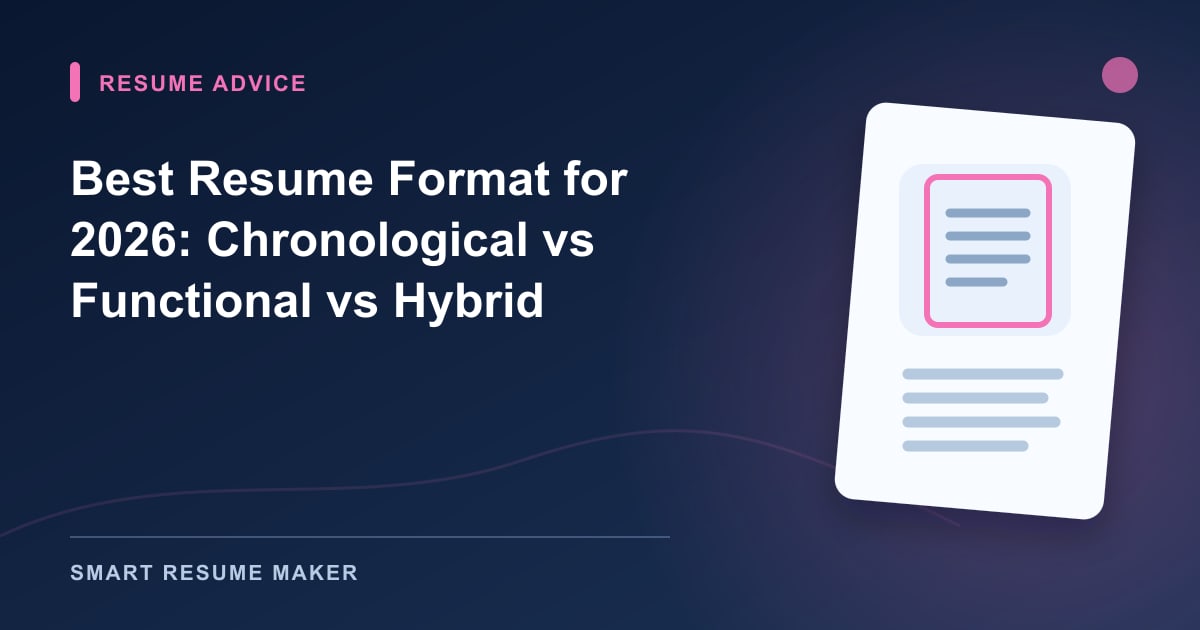 RESUME ADVICE
Best Resume Format for
2026: Chronological vs
Functional vs Hybrid
SMART RESUME MAKER